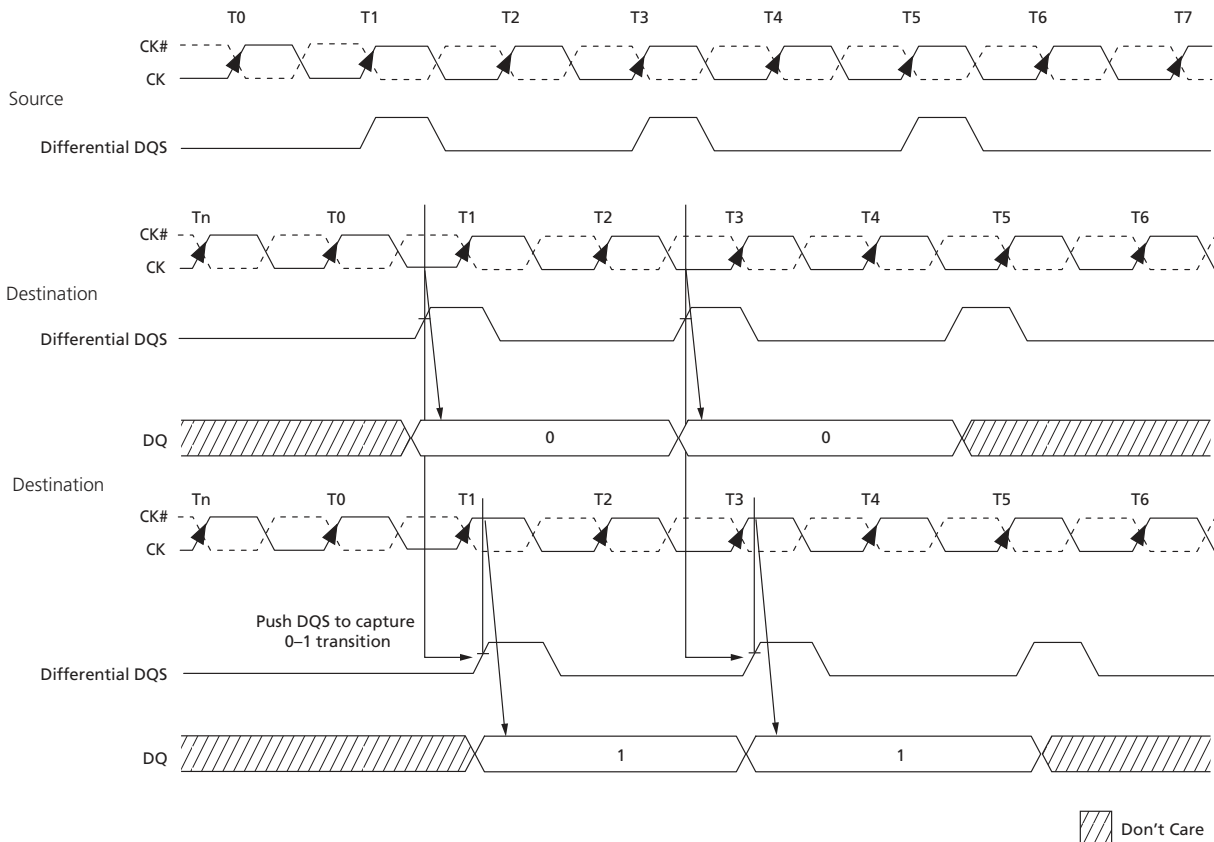 T0 T1 T2 T3 T4 T5 T6 T7
CK#
CK
Source
Differential DQS
Tn T0 T1 T2 T3 T4 T5 T6
CK#
CK
Destination
Differential DQS
DQ 0 0
Destination
Tn T0 T1 T2 T3 T4 T5 T6
CK#
CK
Push DQS to capture
0–1 transition
Differential DQS
DQ 1 1
Don't Care